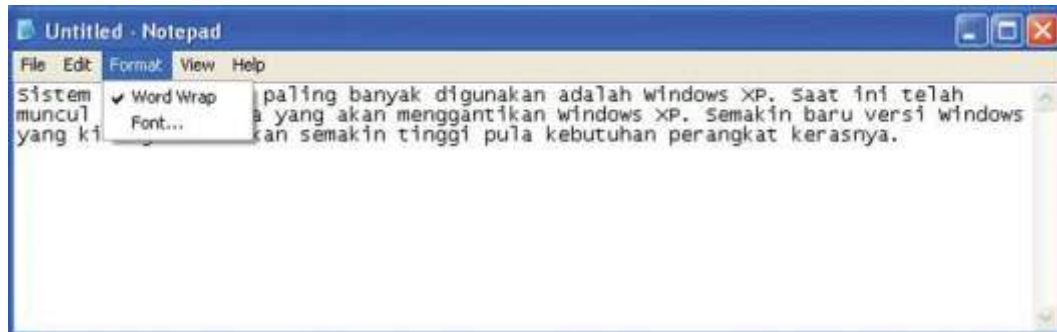 Untitled - Notepad
File Edit Format View Help
Sistem paling banyak digunakan adalah Windows XP. Saat ini telah
muncul a yang akan menggantikan Windows XP. Semakin baru versi Windows
yang ki kan semakin tinggi pula kebutuhan perangkat kerasnya.
Word Wrap
Font...